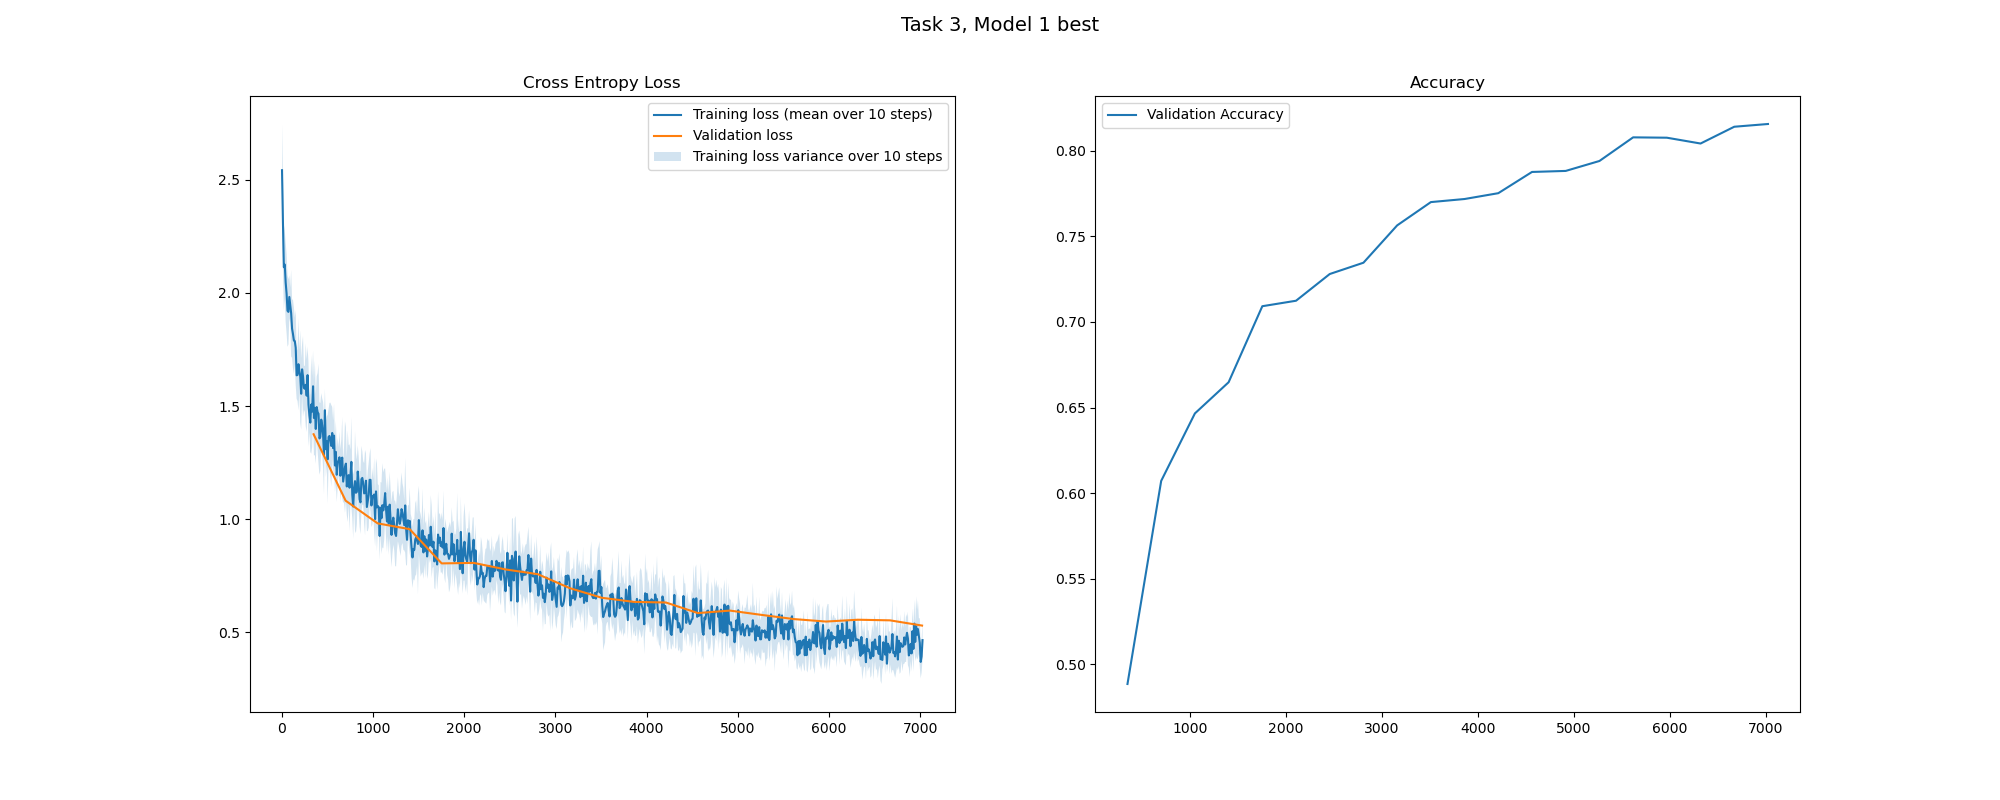 Task 3, Model 1 best
Cross Entropy Loss
Training loss (mean over 10 steps)
Validation loss
Training loss variance over 10 steps
2.5
2.0
1.5
1.0
0.5
0 1000 2000 3000 4000 5000 6000 7000
Accuracy
Validation Accuracy
0.80
0.75
0.70
0.65
0.60
0.55
0.50
1000 2000 3000 4000 5000 6000 7000